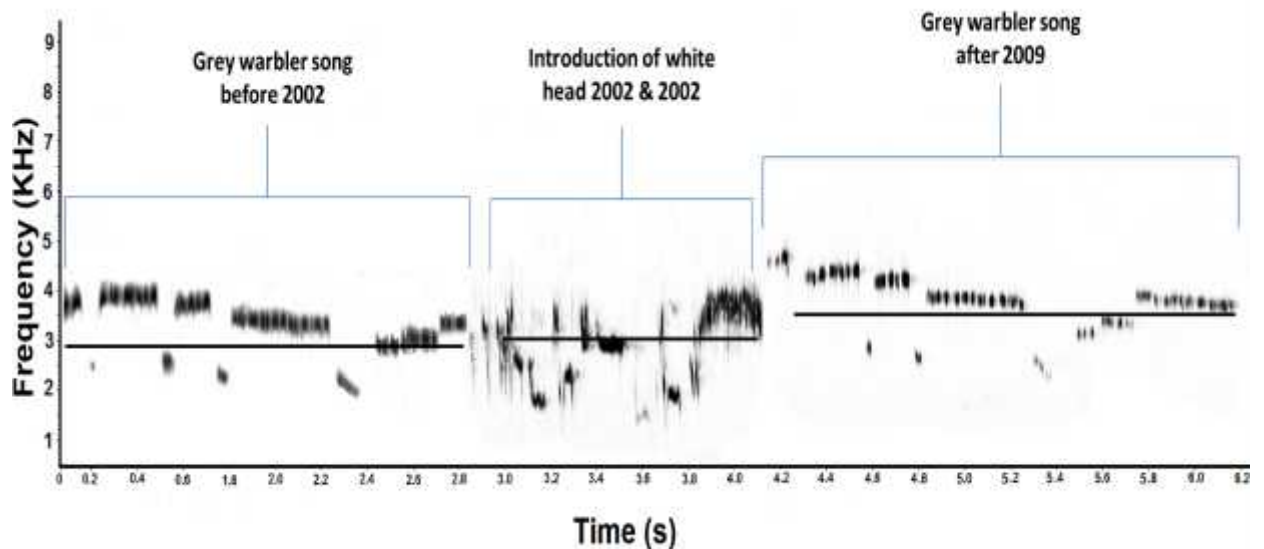 Grey warbler song
before 2002
Introduction of white
head 2002 & 2002
Grey warbler song
after 2009
Frequency (KHz)
9
8
7
6
5
4
3
2
1
0 0.2 0.4 0.6 1.8 2.0 2.2 2.4 2.6 2.8 3.0 3.2 3.4 3.6 3.8 4.0 4.2 4.4 4.6 4.8 5.0 5.2 5.4 5.6 5.8 6.0 6.2
Time (s)